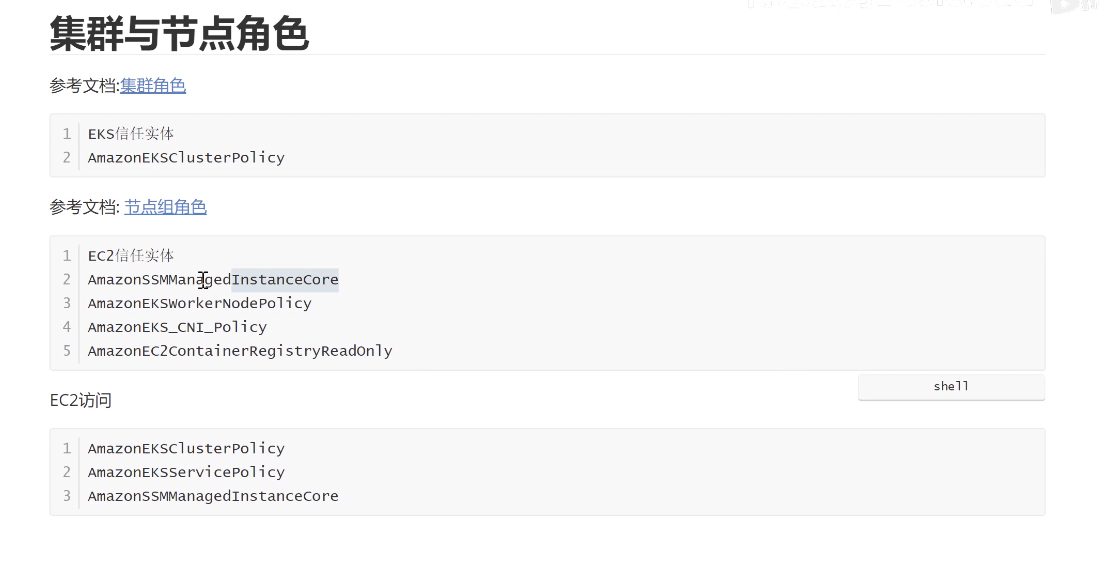 集群与节点角色
参考文档:集群角色
1 EKS信任实体
2 AmazonEKSClusterPolicy
参考文档: 节点组角色
1 EC2信任实体
2 AmazonSSMManagedInstanceCore
3 AmazonEKSWorkerNodePolicy
4 AmazonEKS_CNI_Policy
5 AmazonEC2ContainerRegistryReadOnly
shell
EC2访问
1 AmazonEKSClusterPolicy
2 AmazonEKSServicePolicy
3 AmazonSSMManagedInstanceCore